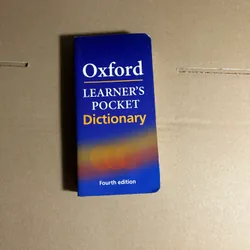 Oxford
LEARNER'S
POCKET
Dictionary
Fourth edition